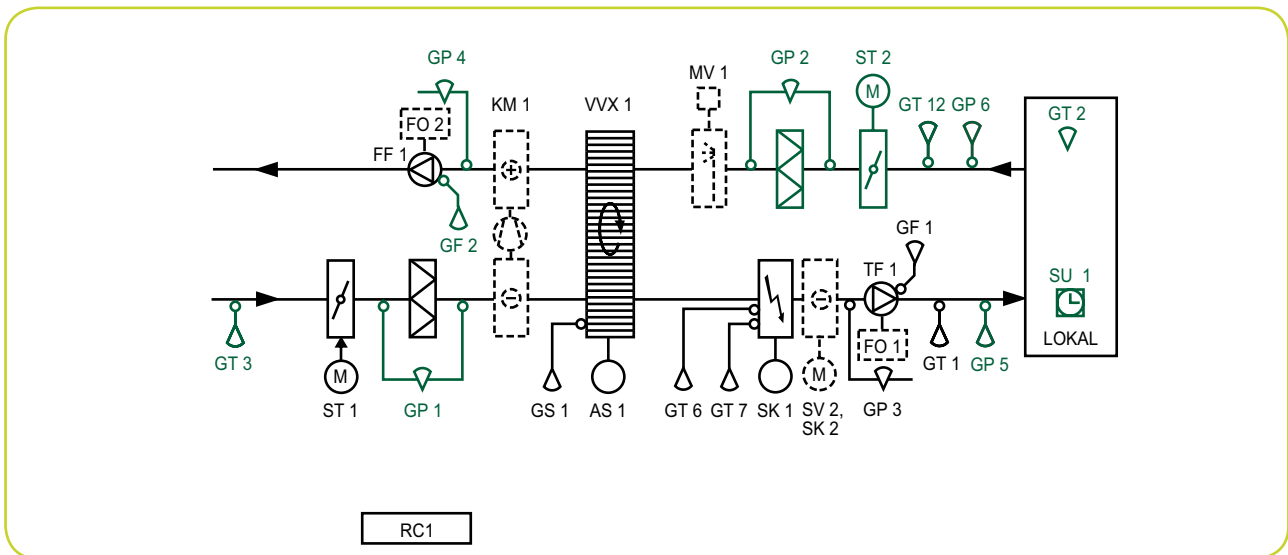 GP 4
KM 1
VVX 1
MV 1
GP 2
ST 2
M
GT 12
GP 6
GT 2
FO 2
FF 1
GF 2
GF 1
TF 1
SU 1
LOKAL
GT 3
M
ST 1
GP 1
GS 1
AS 1
GT 6
GT 7
SK 1
M
SV 2,
SK 2
FO 1
GP 3
GT 1
GP 5
RC1